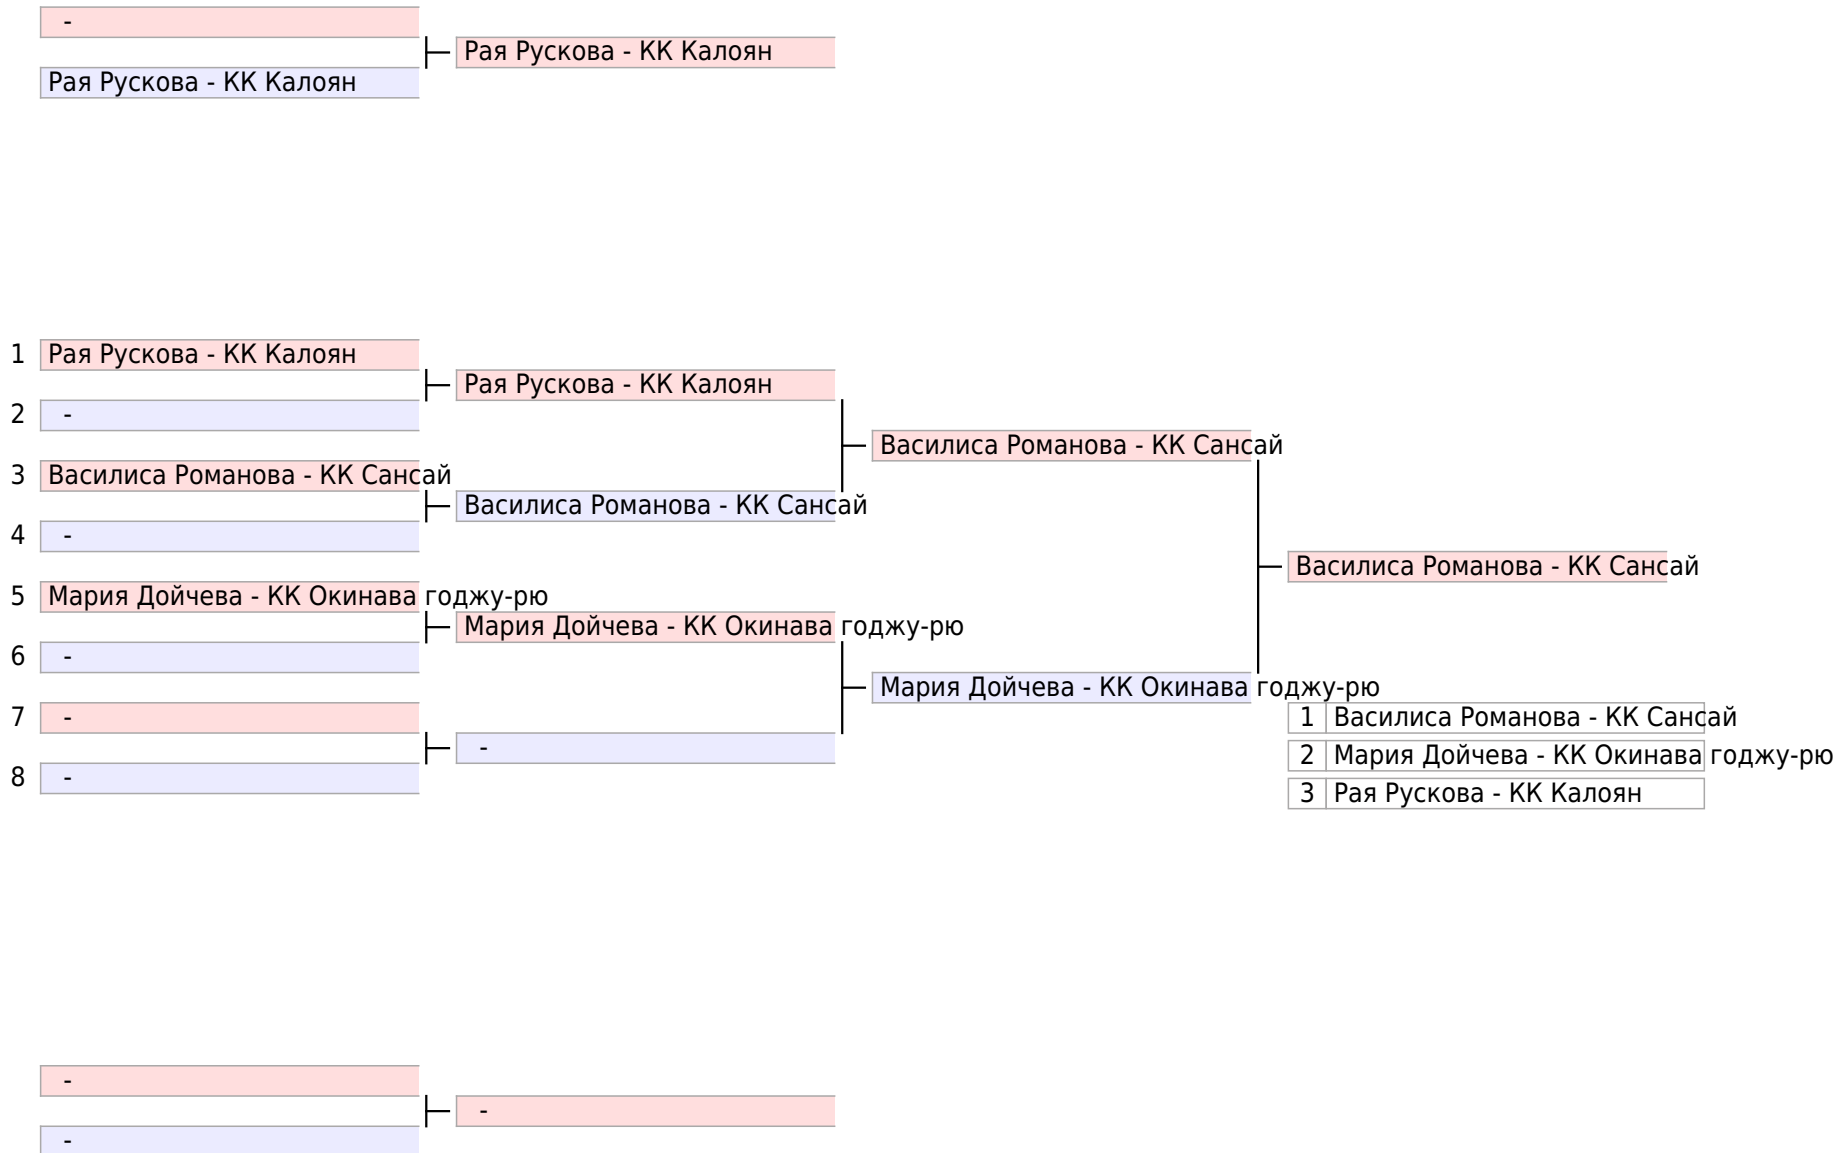 -
Рая Рускова - КК Калоян
Рая Рускова - КК Калоян
1 Рая Рускова - КК Калоян
Рая Рускова - КК Калоян
2 -
Василиса Романова - КК Сансай
3 Василиса Романова - КК Сансай
Василиса Романова - КК Сансай
4 -
Василиса Романова - КК Сансай
5 Мария Дойчева - КК Окинава годжу-рю
Мария Дойчева - КК Окинава годжу-рю
6 -
Мария Дойчева - КК Окинава годжу-рю
7 -
1 Василиса Романова - КК Сансай
-
2 Мария Дойчева - КК Окинава годжу-рю
8 -
3 Рая Рускова - КК Калоян
-
-
-